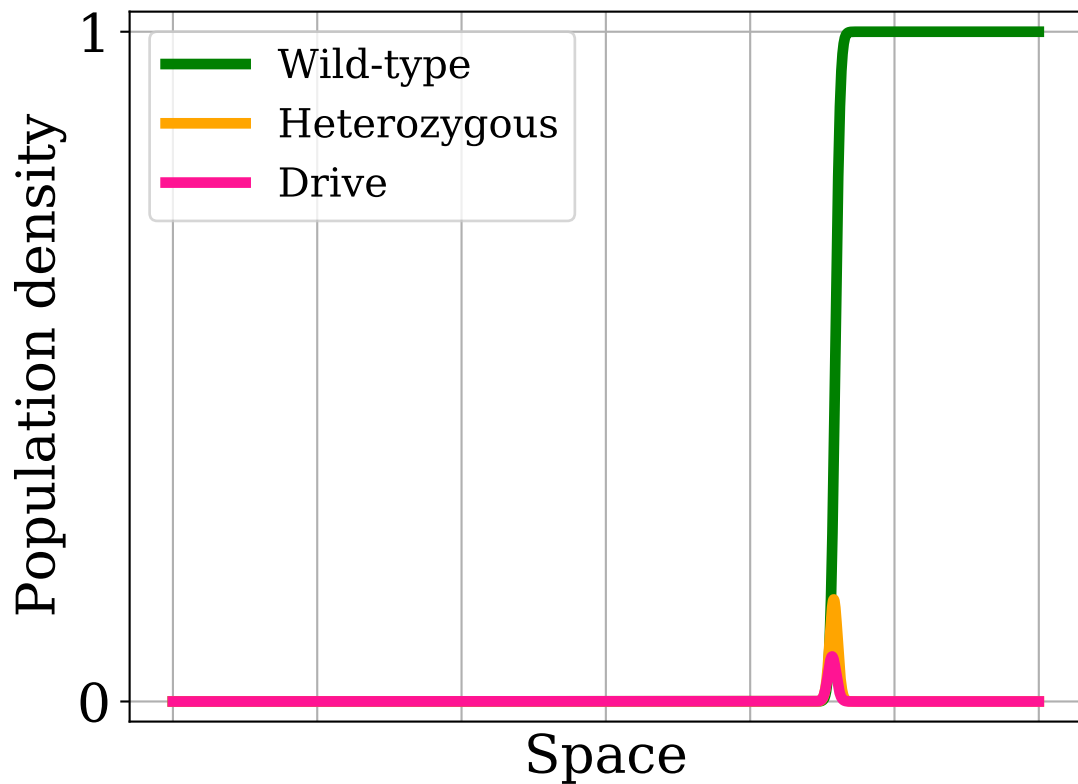 1
Wild-type
Heterozygous
Drive
Population density
0
Space